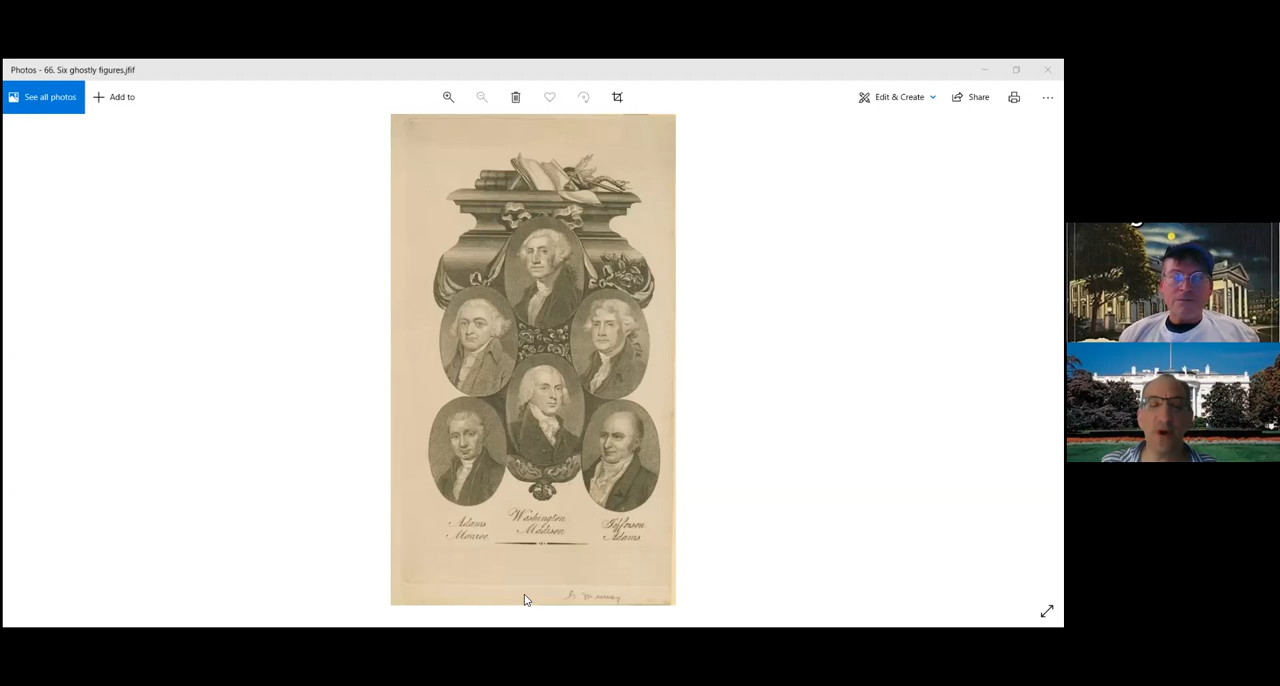 Photos - 66. Six ghostly figures.jfif
See all photos
Add to
Edit & Create
Share
Adams Washington Jefferson
Monroe Madison Adams